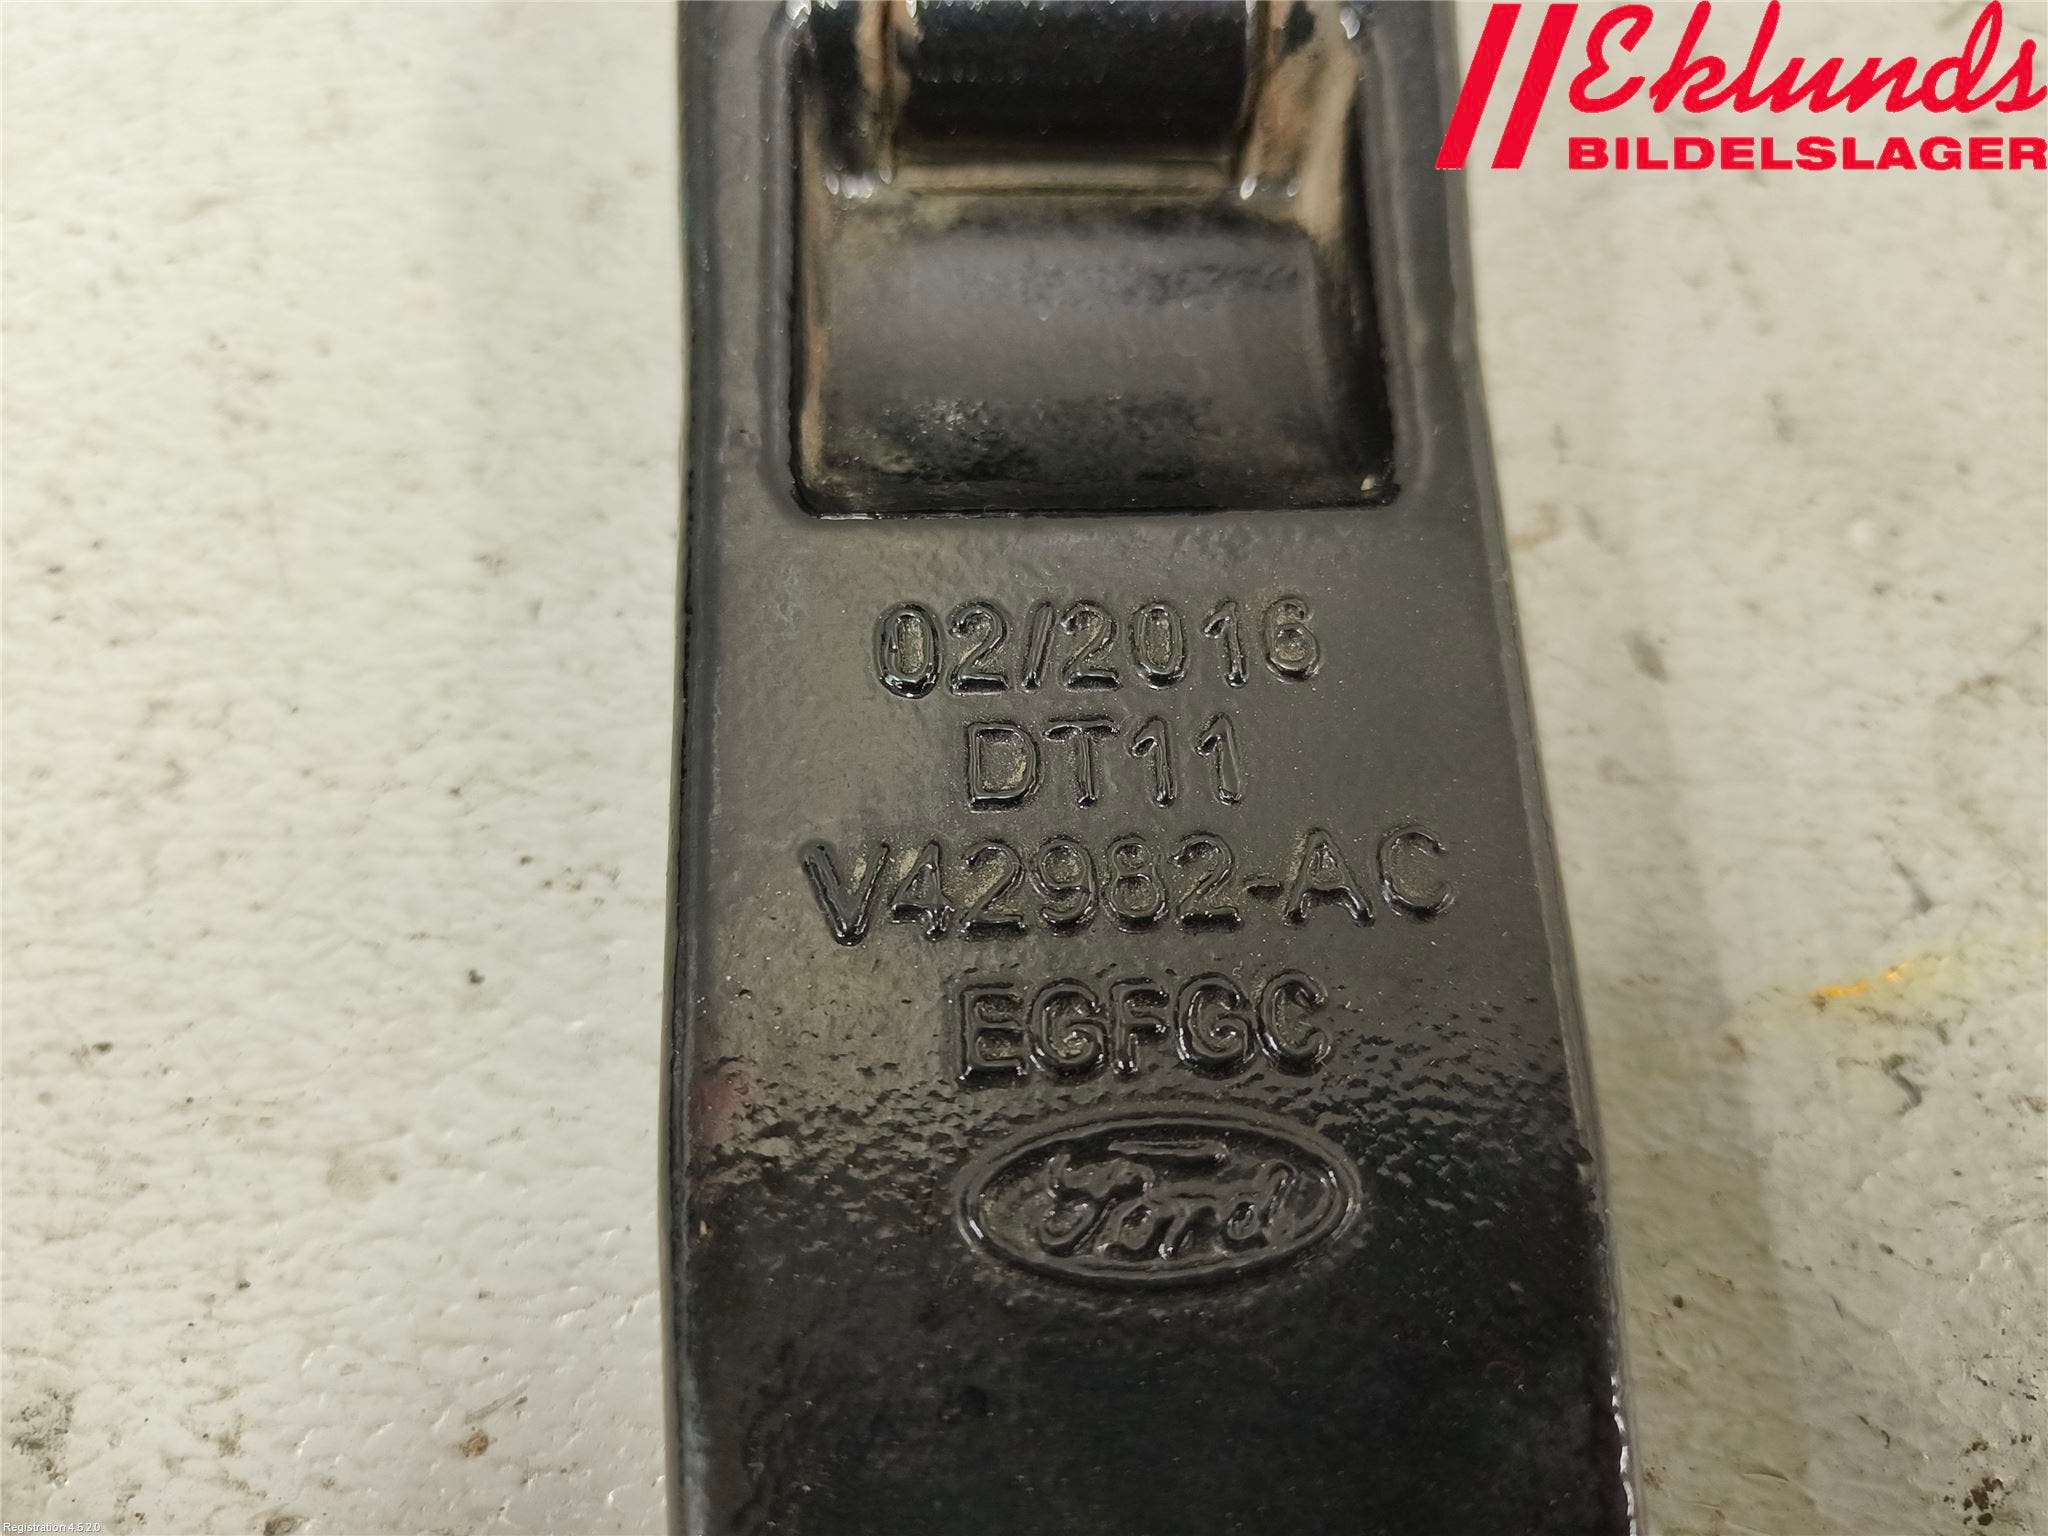 Eklunds
BILDELSLAGER
02/2016
DT11
V42982-AC
EGFGC
Ford
Registration 4.5.2.0